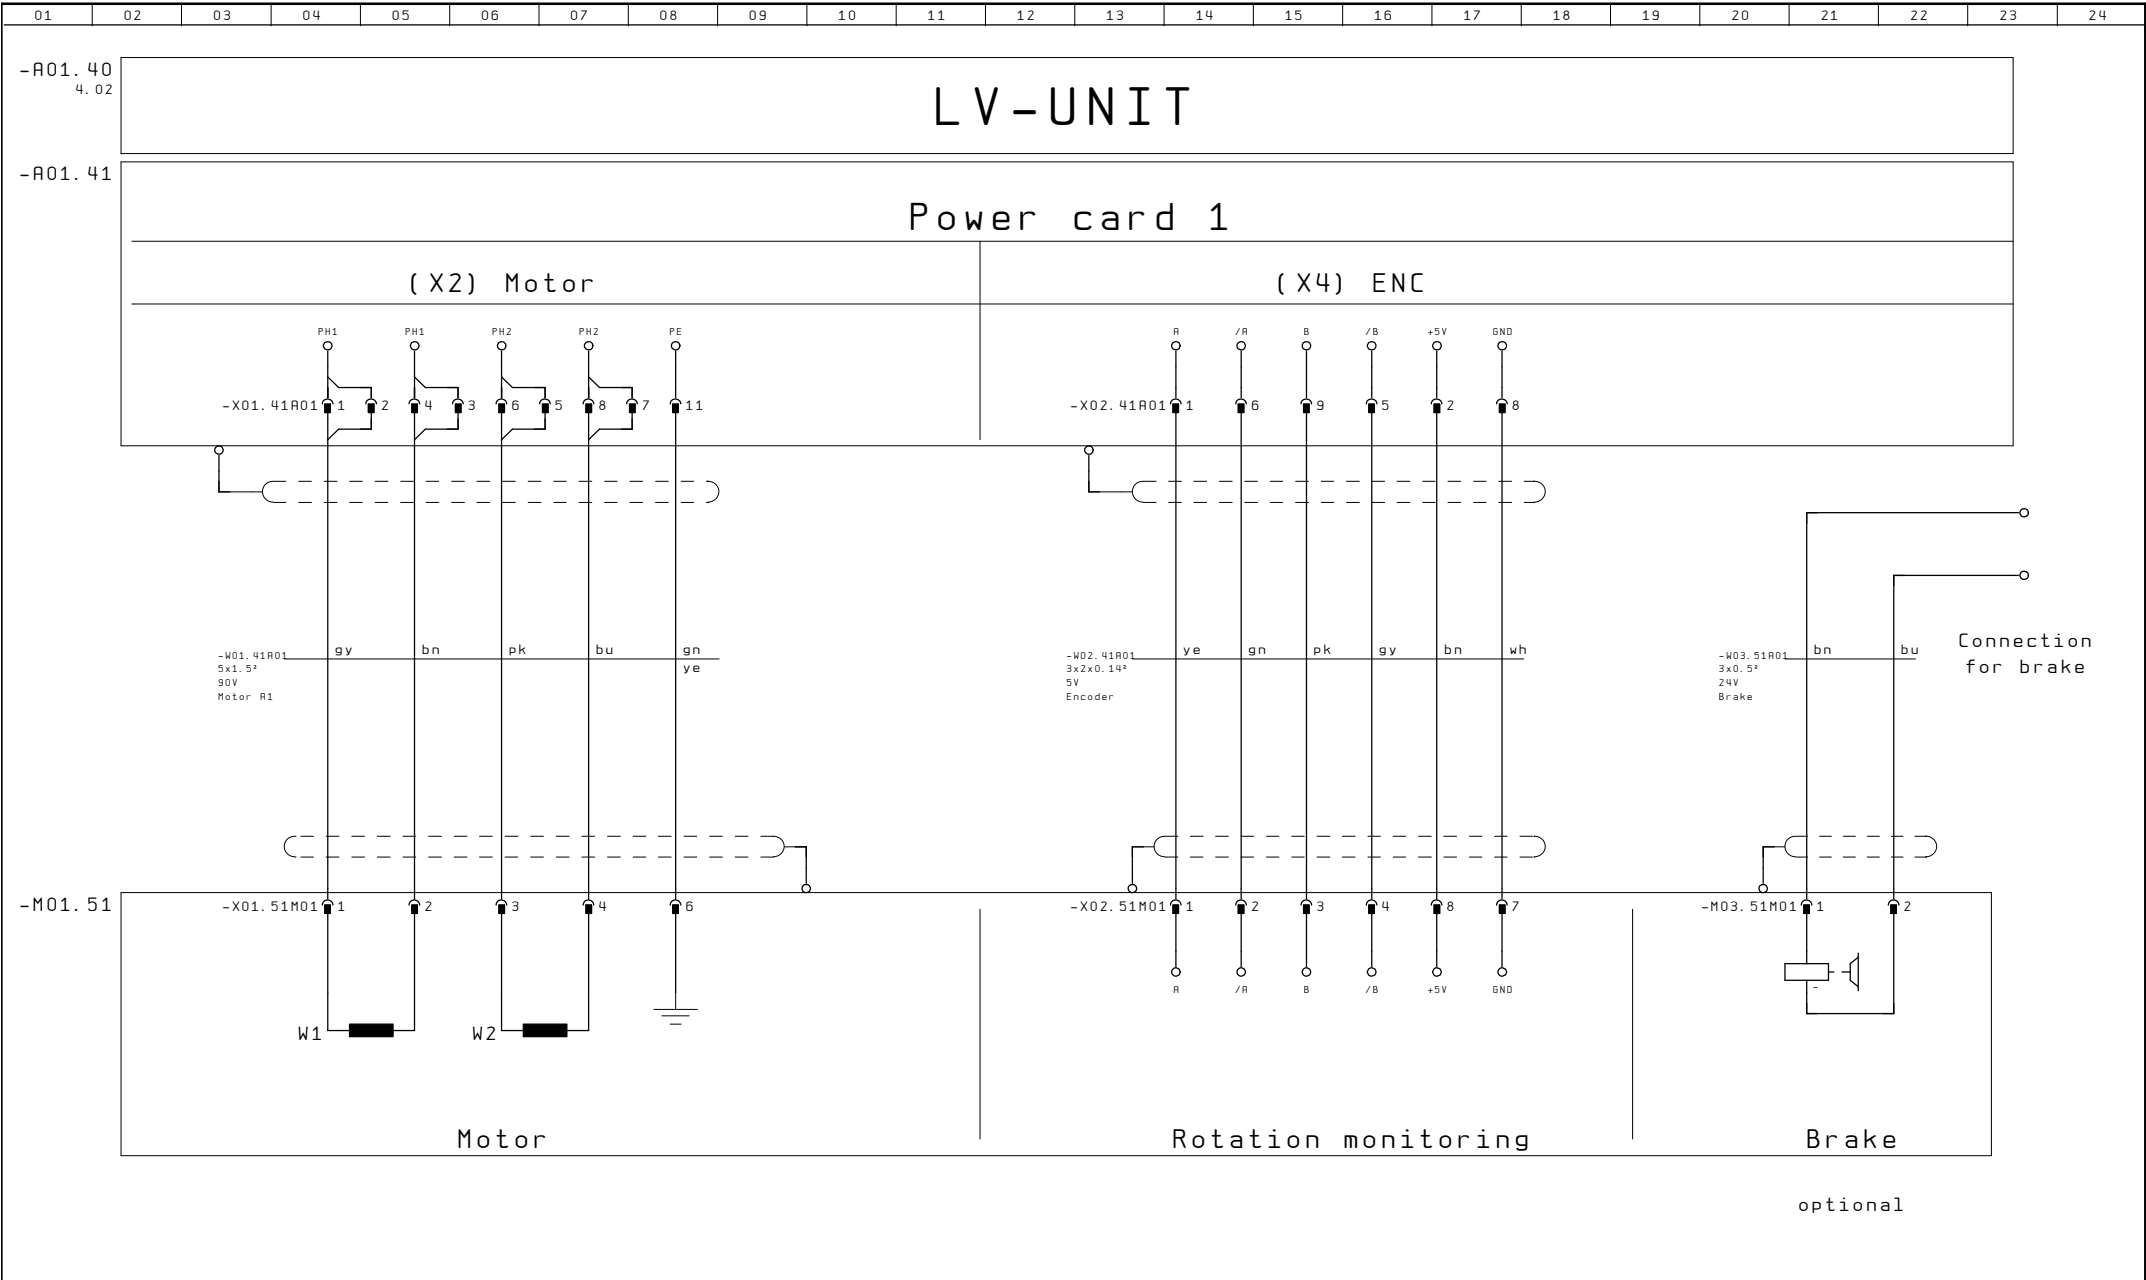 01 02 03 04 05 06 07 08 09 10 11 12 13 14 15 16 17 18 19 20 21 22 23 24
-A01.40
4.02
LV-UNIT
-A01.41
Power card 1
(X2) Motor (X4) ENC
PH1 PH1 PH2 PH2 PE A /A B /B +5V GND
-X01.41A01 1 2 4 3 6 5 8 7 11 -X02.41A01 1 6 9 5 2 8
gy bn pk bu gn ye gn pk gy bn wh bn bu
ye
-W01.41A01
5x1.5²
90V
Motor A1
-W02.41A01
3x2x0.14²
5V
Encoder
-W03.51A01
3x0.5²
24V
Brake
Connection
for brake
-M01.51
-X01.51M01 1 2 3 4 6 -X02.51M01 1 2 3 4 8 7 -M03.51M01 1 2
A /A B /B +5V GND
-
W1 W2
Motor Rotation monitoring Brake
optional